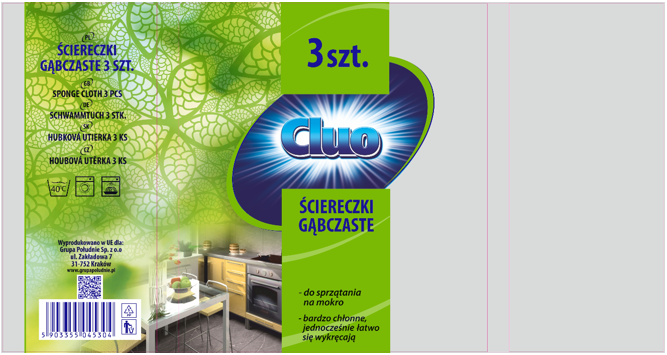 PL
ŚCIERECZKI
GĄBCZASTE 3 SZT.
GB
SPONGE CLOTH 3 PCS
DE
SCHWAMMTUCH 3 STK.
SK
HUBKOVÁ UTIERKA 3 KS
CZ
HOUBOVÁ UTĚRKA 3 KS
40°C
Wyprodukowano w UE dla:
Grupa Południe Sp. z o.o
ul. Zakładowa 7
31-752 Kraków
www.grupapoludnie.pl
5 903355 045304
3 szt.
Cluo
ŚCIERECZKI
GĄBCZASTE
- do sprzątania
na mokro
- bardzo chłonne,
jednocześnie łatwo
się wykręcają